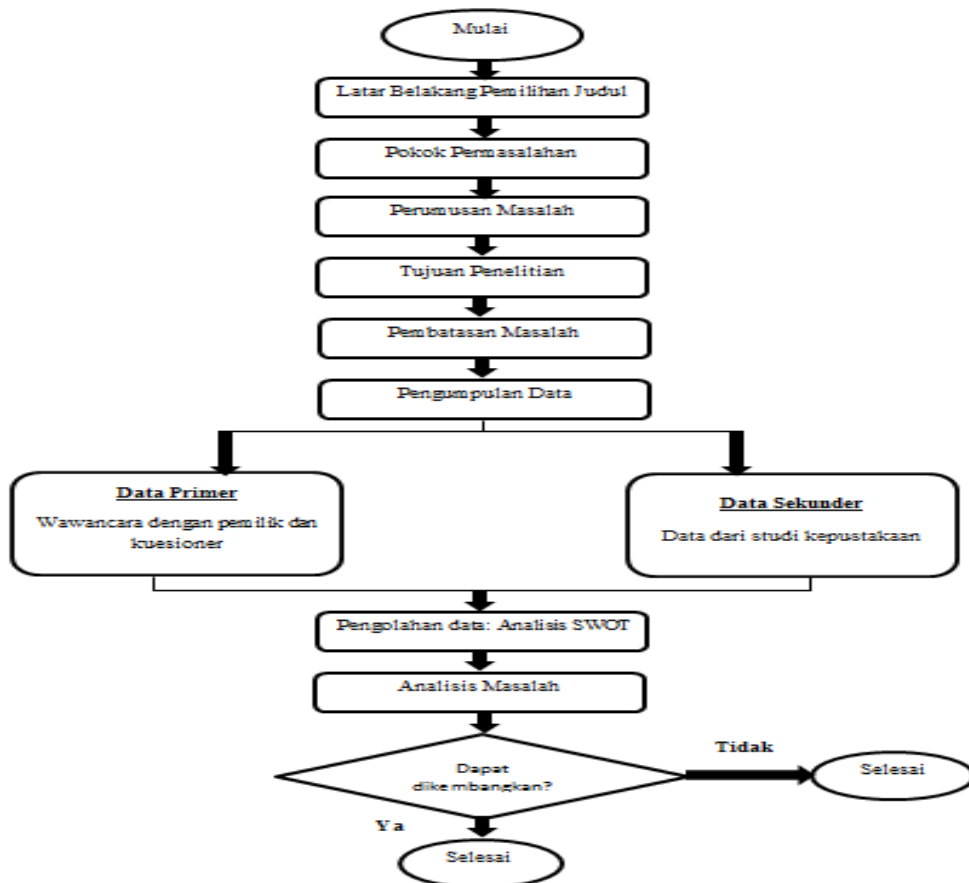 Mulai
Latar Belakang Pemilihan Judul
Pokok Permasalahan
Perumusan Masalah
Tujuan Penelitian
Pembatasan Masalah
Pengumpulan Data
Data Primer
Wawancara dengan pemilik dan
kuesioner
Data Sekunder
Data dari studi kepustakaan
Pengolahan data: Analisis SWOT
Analisis Masalah
Dapat
dikembangkan?
Tidak
Selesai
Ya
Selesai